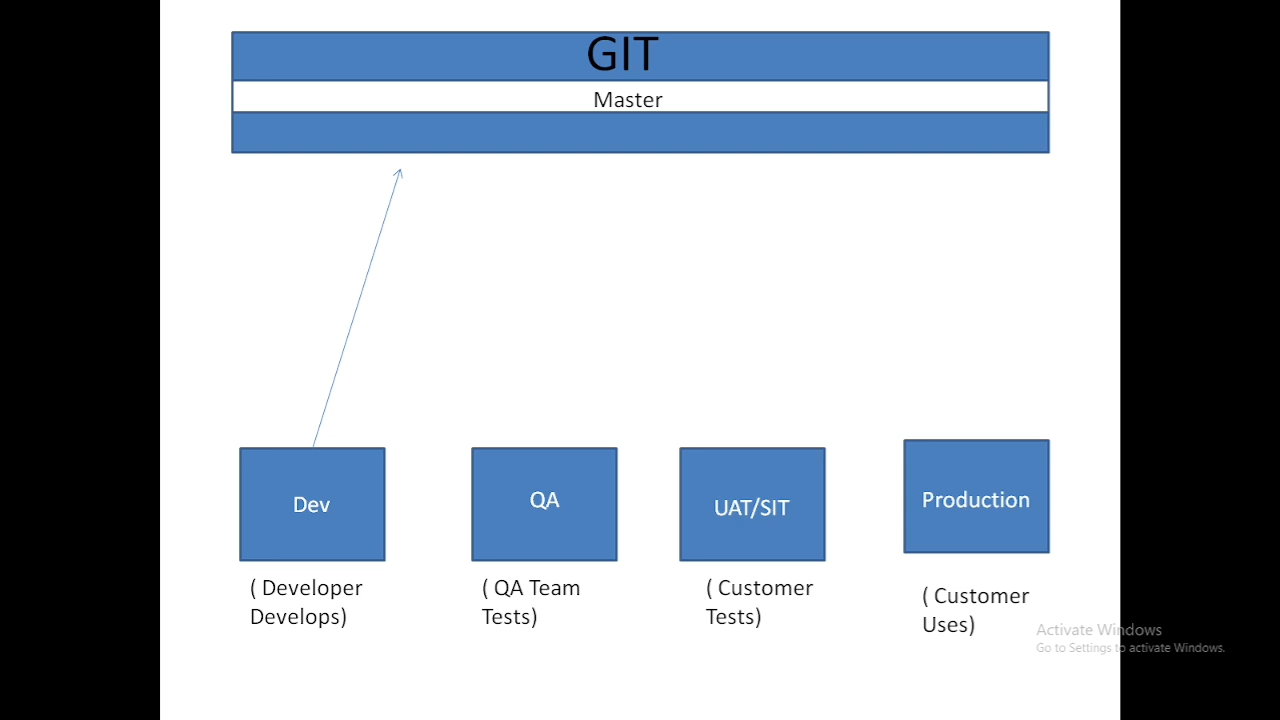 GIT
Master
Dev
QA
UAT/SIT
Production
( Developer
Develops)
( QA Team
Tests)
( Customer
Tests)
( Customer
Uses)
Activate Windows
Go to Settings to activate Windows.